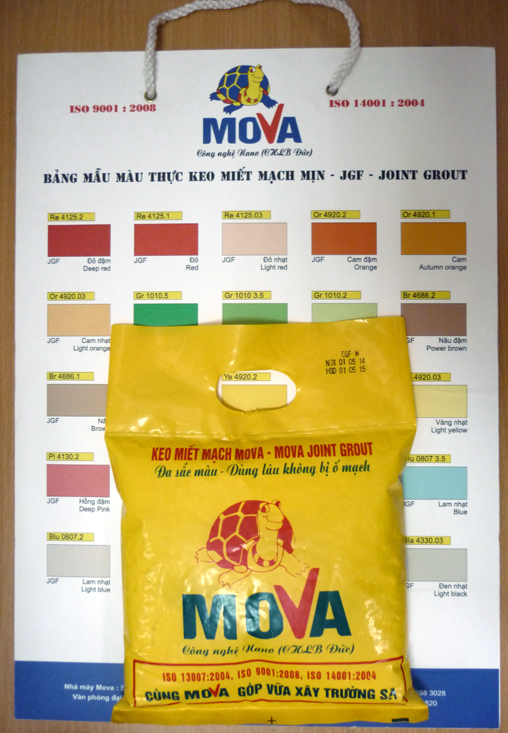 ISO 9001 : 2008
ISO 14001 : 2004
MOVA
Công nghệ Nano (CHLB Đức)
BẢNG MẪU MÀU THỰC KEO MIẾT MẠCH MỊN - JGF - JOINT GROUT
Re 4125.2 Re 4125.1 Re 4125.03 Or 4920.2 Or 4920.1
JGF Đỏ đậm JGF Đỏ JGF Đỏ nhạt JGF Cam đậm Cam
Deep red Red Light red Orange Autumn orange
Or 4920.03 Gr 1010.5 Gr 1010 3.5 Gr 1010.2 Br 4686.2
JGF Cam nhạt JGF Nâu đậm
Light orange Power brown
Br 4686.1 Ye 4920.2 4920.03
JGF Vàng nhạt
Light yellow
Pi 4130.2 0807 3.5
JGF Hồng đậm Lam nhạt
Deep Pink Blue
Blu 0807.2 Bla 4330.03
JGF Lam nhạt Đen nhạt
Light blue Light black
JGF-W
NSX 01 05 14
HSD 01 05 15
KEO MIẾT MẠCH MOVA - MOVA JOINT GROUT
Đa sắc màu - Dùng lâu không bị ố mạch
MOVA
Công nghệ Nano (CHLB Đức)
ISO 13007:2004, ISO 9001:2008, ISO 14001:2004
CÙNG MOVA GÓP VỮA XÂY TRƯỜNG SA
Nhà máy Mova : 3028
Văn phòng đại